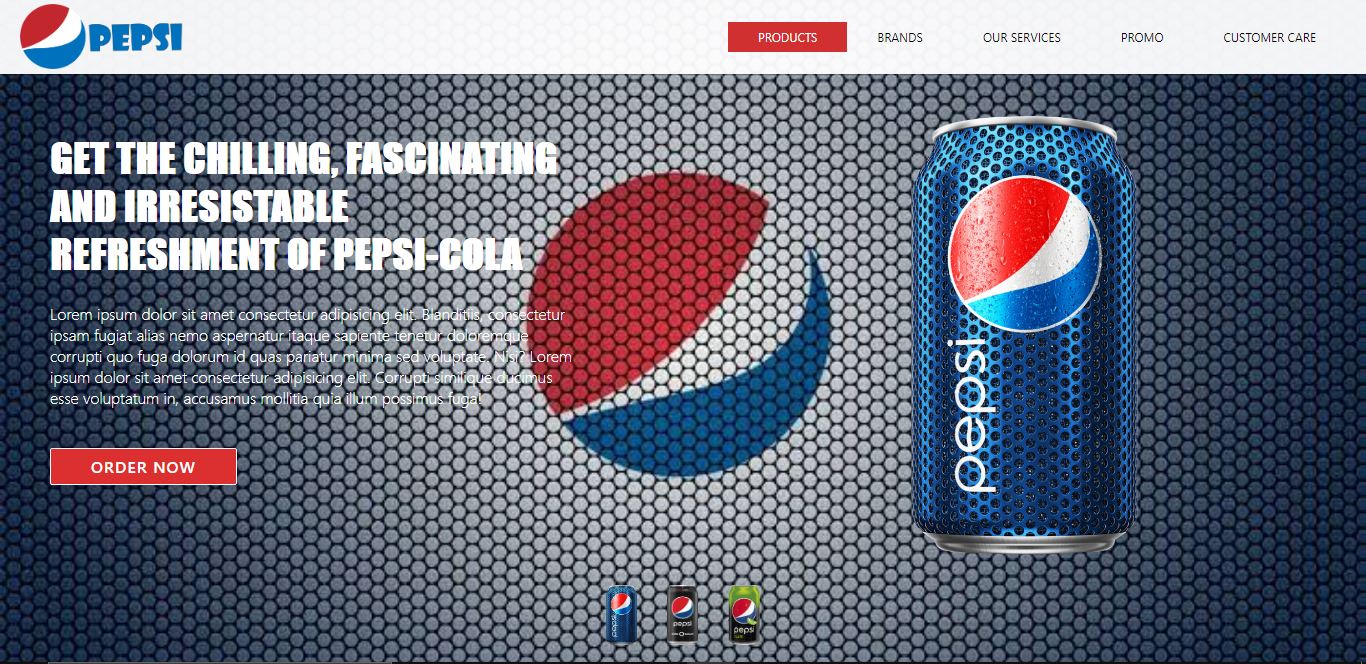 PEPSI
PRODUCTS BRANDS OUR SERVICES PROMO CUSTOMER CARE
GET THE CHILLING, FASCINATING
AND IRRESISTABLE
REFRESHMENT OF PEPSI-COLA
Lorem ipsum dolor sit amet consectetur adipisicing elit. Blanditiis, consectetur
ipsam fugiat alias nemo aspernatur itaque sapiente tenetur doloremque
corrupti quo fuga dolorum id quas pariatur minima sed voluptate. Nisi? Lorem
ipsum dolor sit amet consectetur adipisicing elit. Corrupti similique ducimus
esse voluptatum in, accusamus mollitia quia illum possimus fuga!
ORDER NOW
pepsi
pepsi
pepsi
pepsi